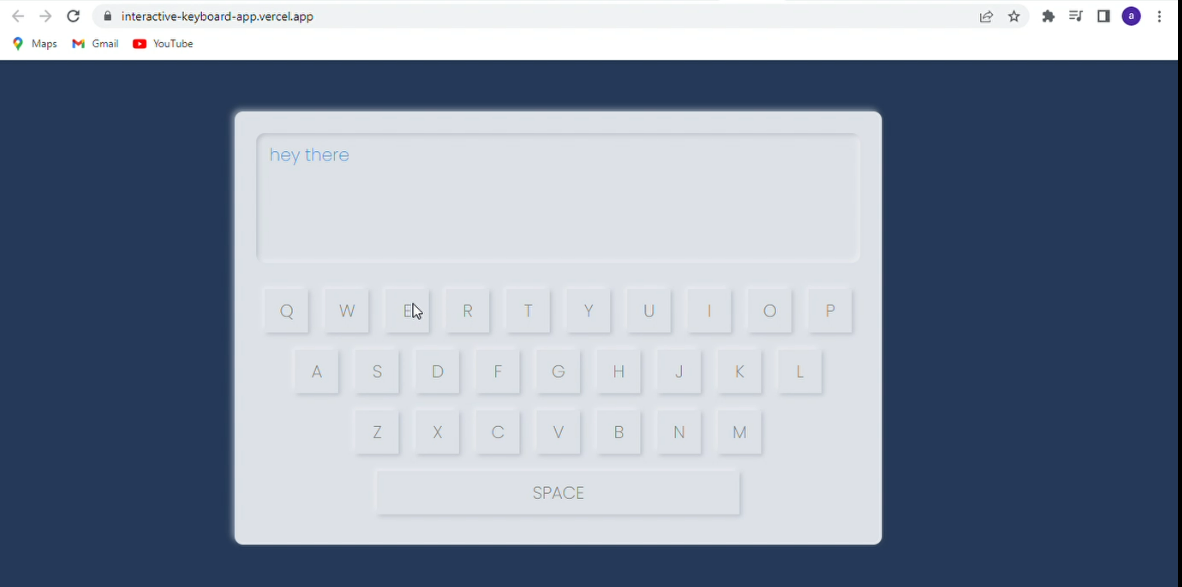 interactive-keyboard-app.vercel.app
a
Maps Gmail YouTube
hey there
Q W E R T Y U I O P
A S D F G H J K L
Z X C V B N M
SPACE